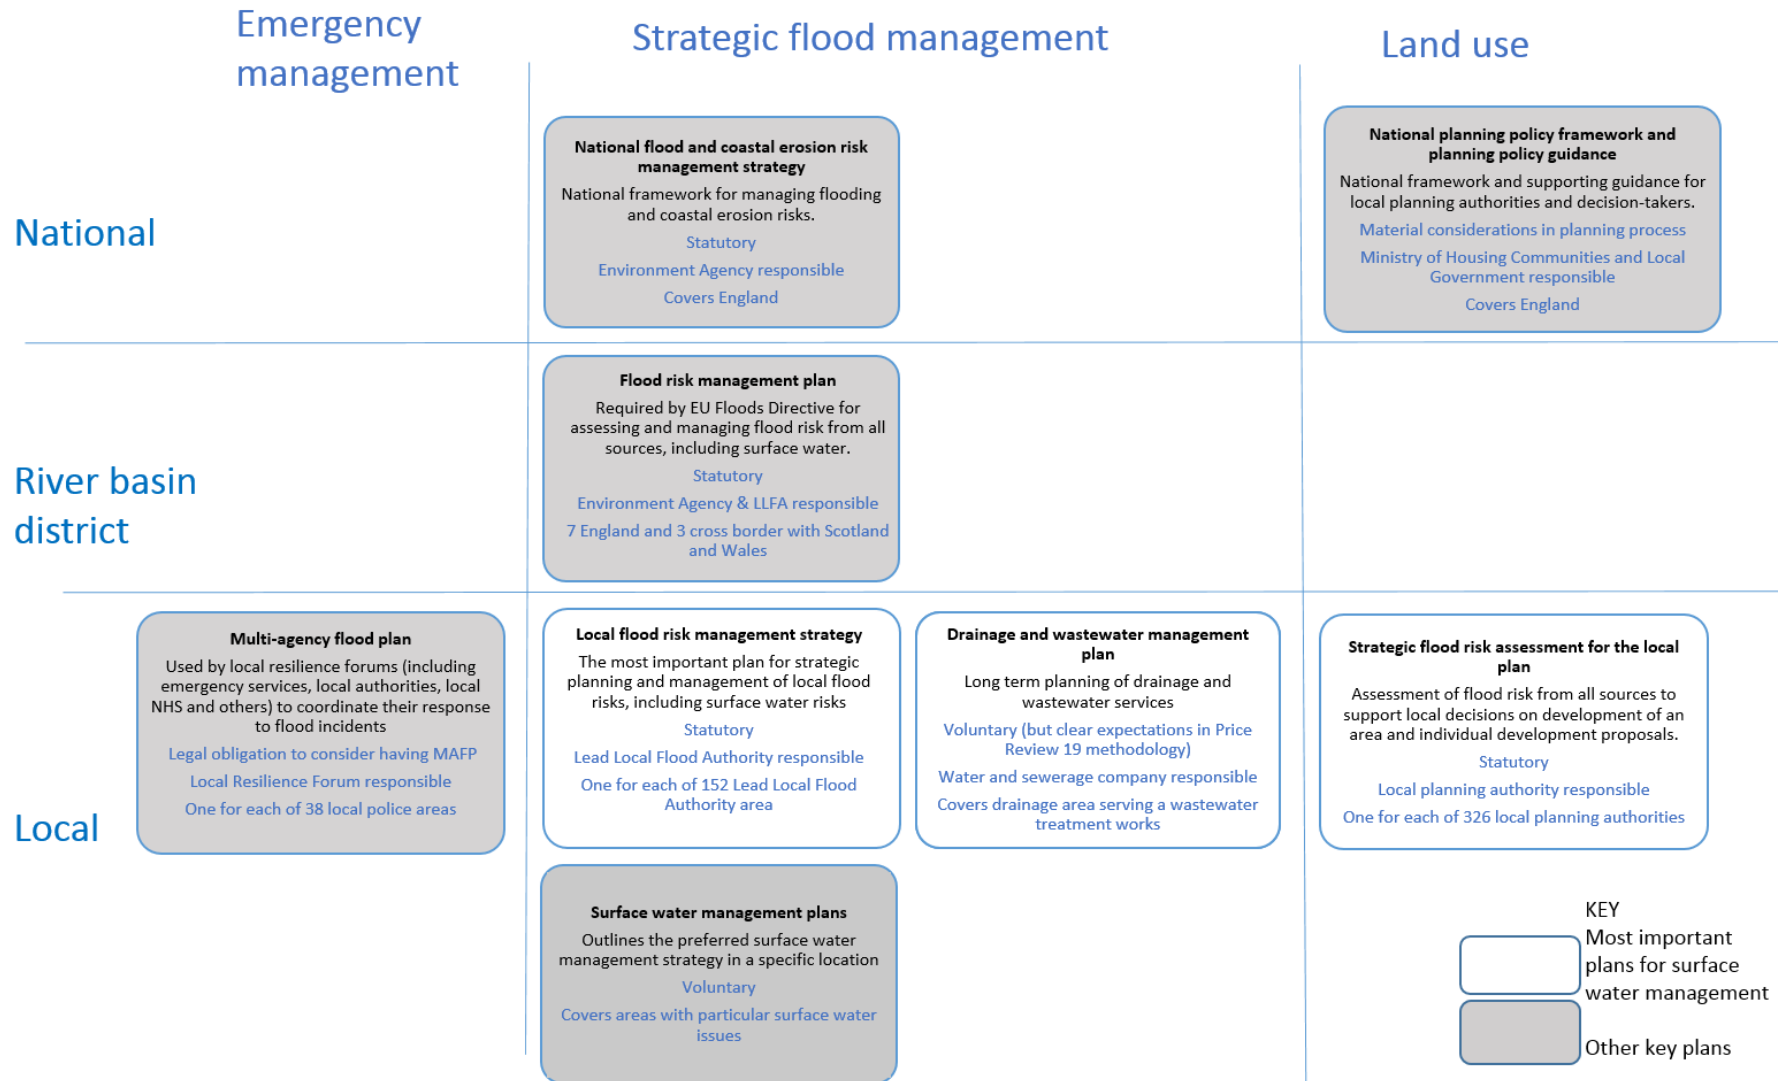 Emergency
management
Strategic flood management
Land use
National
National flood and coastal erosion risk
management strategy
National framework for managing flooding
and coastal erosion risks.
Statutory
Environment Agency responsible
Covers England
National planning policy framework and
planning policy guidance
National framework and supporting guidance for
local planning authorities and decision-takers.
Material considerations in planning process
Ministry of Housing Communities and Local
Government responsible
Covers England
River basin
district
Flood risk management plan
Required by EU Floods Directive for
assessing and managing flood risk from all
sources, including surface water.
Statutory
Environment Agency & LLFA responsible
7 England and 3 cross border with Scotland
and Wales
Local
Multi-agency flood plan
Used by local resilience forums (including
emergency services, local authorities, local
NHS and others) to coordinate their response
to flood incidents
Legal obligation to consider having MAFP
Local Resilience Forum responsible
One for each of 38 local police areas
Local flood risk management strategy
The most important plan for strategic
planning and management of local flood
risks, including surface water risks
Statutory
Lead Local Flood Authority responsible
One for each of 152 Lead Local Flood
Authority area
Drainage and wastewater management
plan
Long term planning of drainage and
wastewater services
Voluntary (but clear expectations in Price
Review 19 methodology)
Water and sewerage company responsible
Covers drainage area serving a wastewater
treatment works
Strategic flood risk assessment for the local
plan
Assessment of flood risk from all sources to
support local decisions on development of an
area and individual development proposals.
Statutory
Local planning authority responsible
One for each of 326 local planning authorities
Surface water management plans
Outlines the preferred surface water
management strategy in a specific location
Voluntary
Covers areas with particular surface water
issues
KEY
Most important
plans for surface
water management
Other key plans